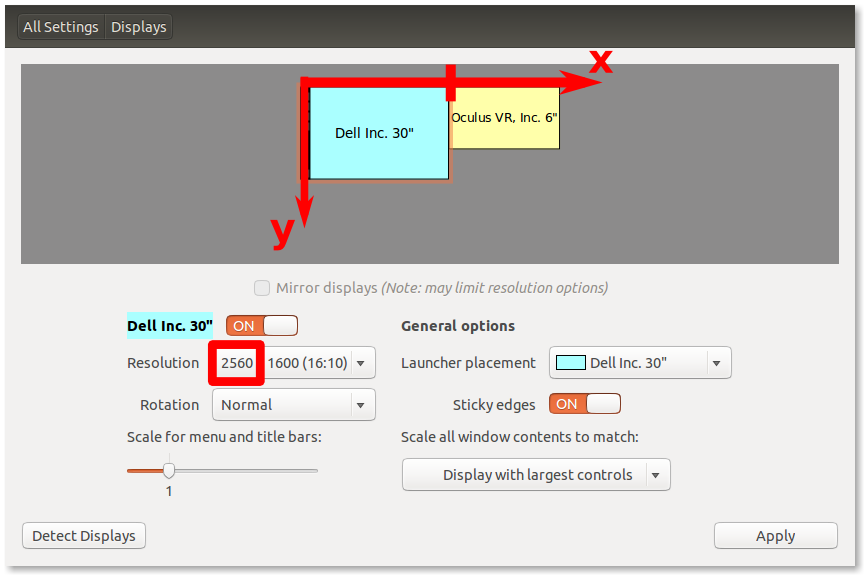 All Settings Displays
x
Dell Inc. 30"
Oculus VR, Inc. 6"
y
Mirror displays (Note: may limit resolution options)
Dell Inc. 30" ON
General options
Resolution 2560 1600 (16:10)
Launcher placement Dell Inc. 30"
Rotation Normal
Sticky edges ON
Scale for menu and title bars:
Scale all window contents to match:
1
Display with largest controls
Detect Displays
Apply